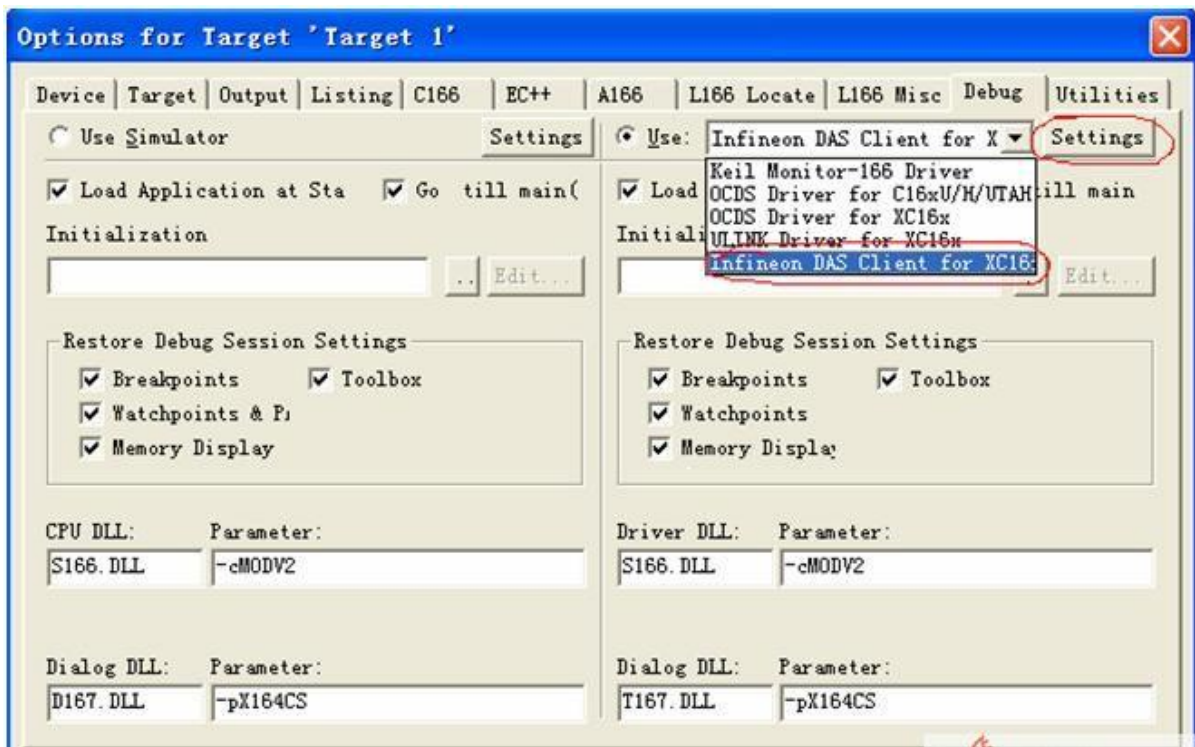 Options for Target 'Target 1'
Device Target Output Listing C166 EC++ A166 L166 Locate L166 Misc Debug Utilities
Use Simulator Settings
Use: Infineon DAS Client for X Settings
Keil Monitor-166 Driver
OCDS Driver for C16xU/H/UTAH
OCDS Driver for XC16x
ULINK Driver for XC16x
Infineon DAS Client for XC16
Load Application at Sta Go till main(
Load till main
Initialization
Initiali
.. Edit...
Edit...
Restore Debug Session Settings
Breakpoints Toolbox
Watchpoints & P
Memory Display
Restore Debug Session Settings
Breakpoints Toolbox
Watchpoints
Memory Display
CPU DLL: Parameter:
S166.DLL -cMODV2
Driver DLL: Parameter:
S166.DLL -cMODV2
Dialog DLL: Parameter:
D167.DLL -pX164CS
Dialog DLL: Parameter:
T167.DLL -pX164CS